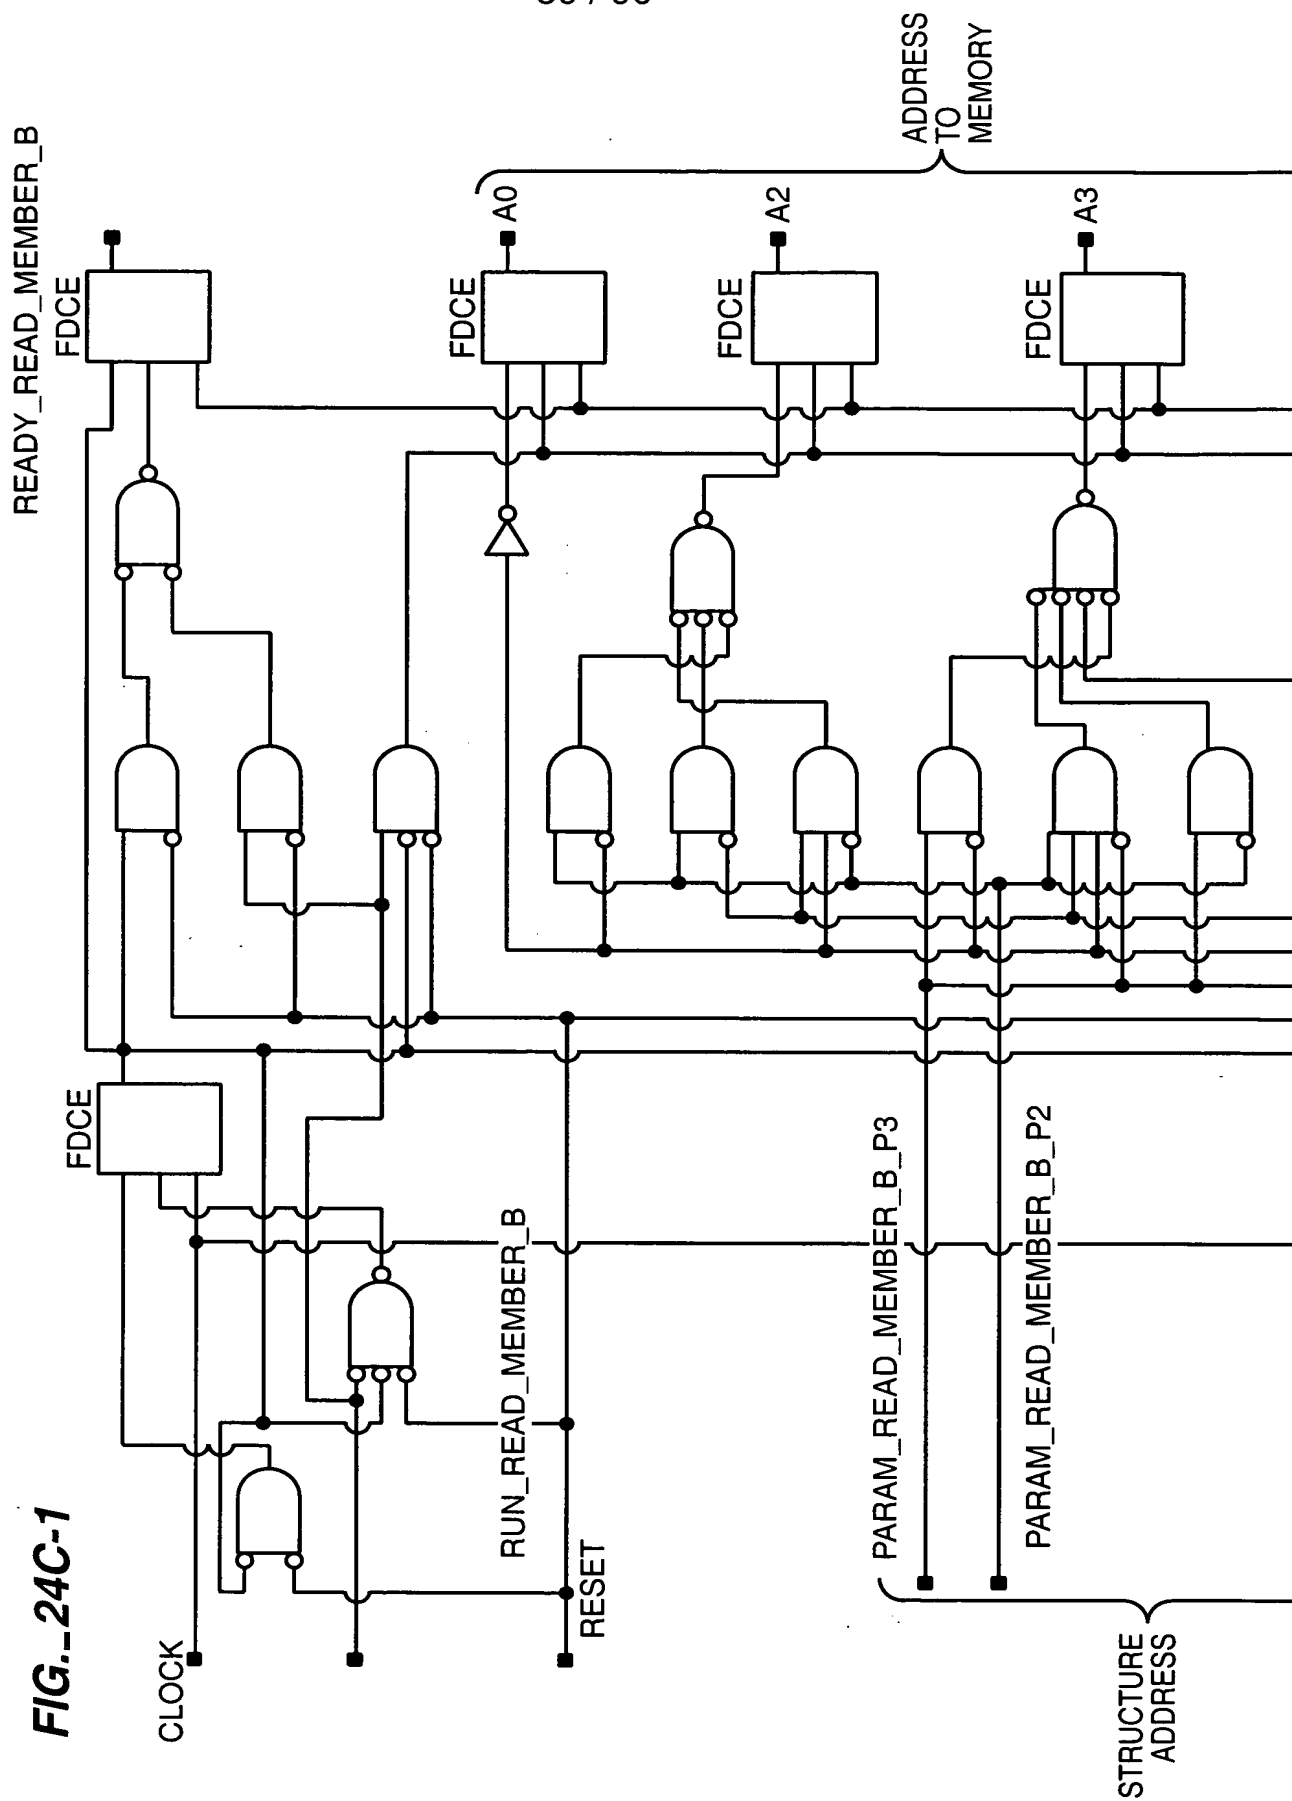 FIG._24C-1
READY_READ_MEMBER_B
FDCE
FDCE
FDCE
FDCE
FDCE
A0
A2
A3
ADDRESS
TO
MEMORY
CLOCK
RUN_READ_MEMBER_B
RESET
PARAM_READ_MEMBER_B_P3
PARAM_READ_MEMBER_B_P2
STRUCTURE
ADDRESS